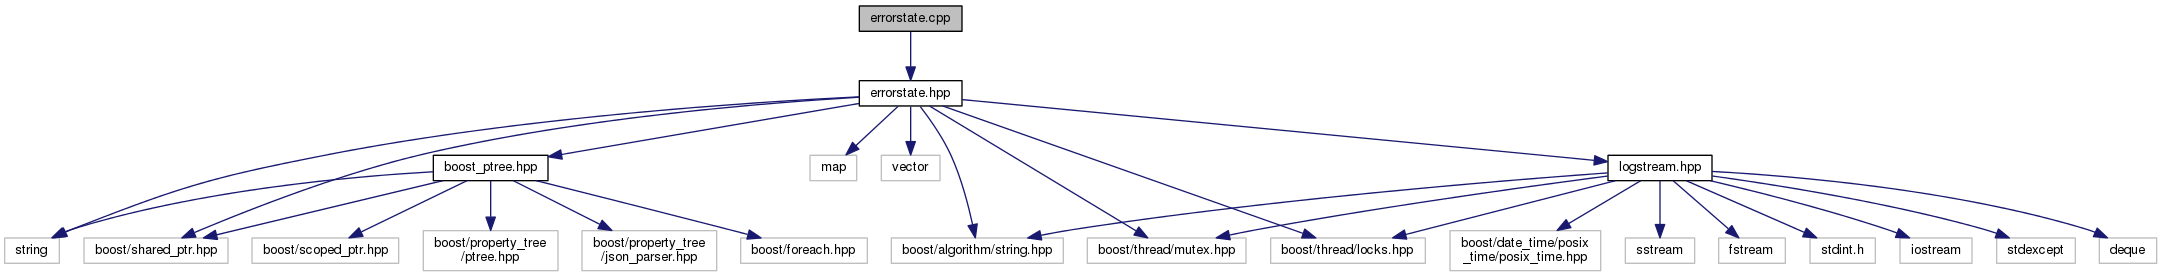 errorstate.cpp
errorstate.hpp
boost_ptree.hpp
map
vector
logstream.hpp
string
boost/shared_ptr.hpp
boost/scoped_ptr.hpp
boost/property_tree
/ptree.hpp
boost/property_tree
/json_parser.hpp
boost/foreach.hpp
boost/algorithm/string.hpp
boost/thread/mutex.hpp
boost/thread/locks.hpp
boost/date_time/posix
_time/posix_time.hpp
sstream
fstream
stdint.h
iostream
stdexcept
deque